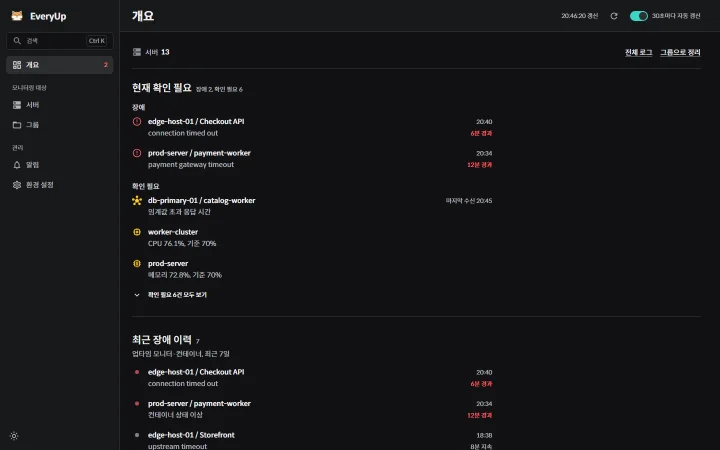 EveryUp
검색 Ctrl K
개요 2
모니터링 대상
서버
그룹
관리
알림
환경 설정
개요
20:46:20 갱신 30초마다 자동 갱신
서버 13
전체 로그 그룹으로 정리
현재 확인 필요 장애 2, 확인 필요 6
장애
edge-host-01 / Checkout API 20:40
connection timed out 6분 경과
prod-server / payment-worker 20:34
payment gateway timeout 12분 경과
확인 필요
db-primary-01 / catalog-worker 마지막 수신 20:45
임계값 초과 응답 시간
worker-cluster
CPU 76.1%, 기준 70%
prod-server
메모리 72.8%, 기준 70%
확인 필요 6건 모두 보기
최근 장애 이력 7
업타임 모니터 · 컨테이너, 최근 7일
edge-host-01 / Checkout API 20:40
connection timed out 6분 경과
prod-server / payment-worker 20:34
컨테이너 상태 이상 12분 경과
edge-host-01 / Storefront 18:38
upstream timeout 8분 지속